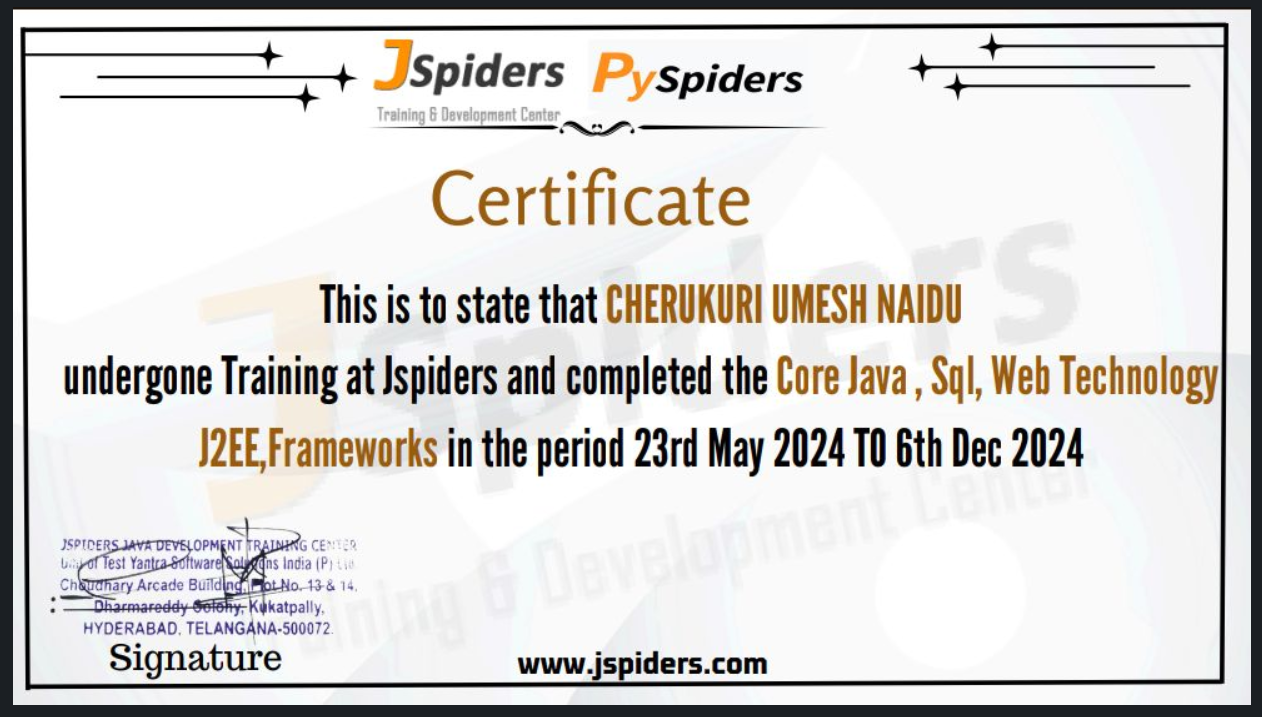 JSpiders PySpiders
Training & Development Center
Certificate
This is to state that CHERUKURI UMESH NAIDU
undergone Training at Jspiders and completed the Core Java , Sql, Web Technology
J2EE,Frameworks in the period 23rd May 2024 TO 6th Dec 2024
JSpiders
Training & Development Center
JSPIDERS JAVA DEVELOPMENT TRAINING CENTER
Unit of Test Yantra Software Solutions India (P) Ltd.
Choudhary Arcade Building, Plot No. 13 & 14,
Dharmareddy Colony, Kukatpally,
HYDERABAD, TELANGANA-500072.
Signature
www.jspiders.com